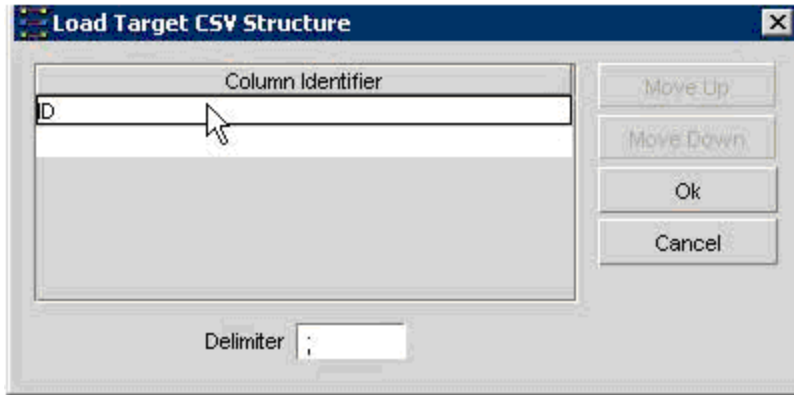 Load Target CSV Structure
Column Identifier
ID
Move Up
Move Down
Ok
Cancel
Delimiter ;